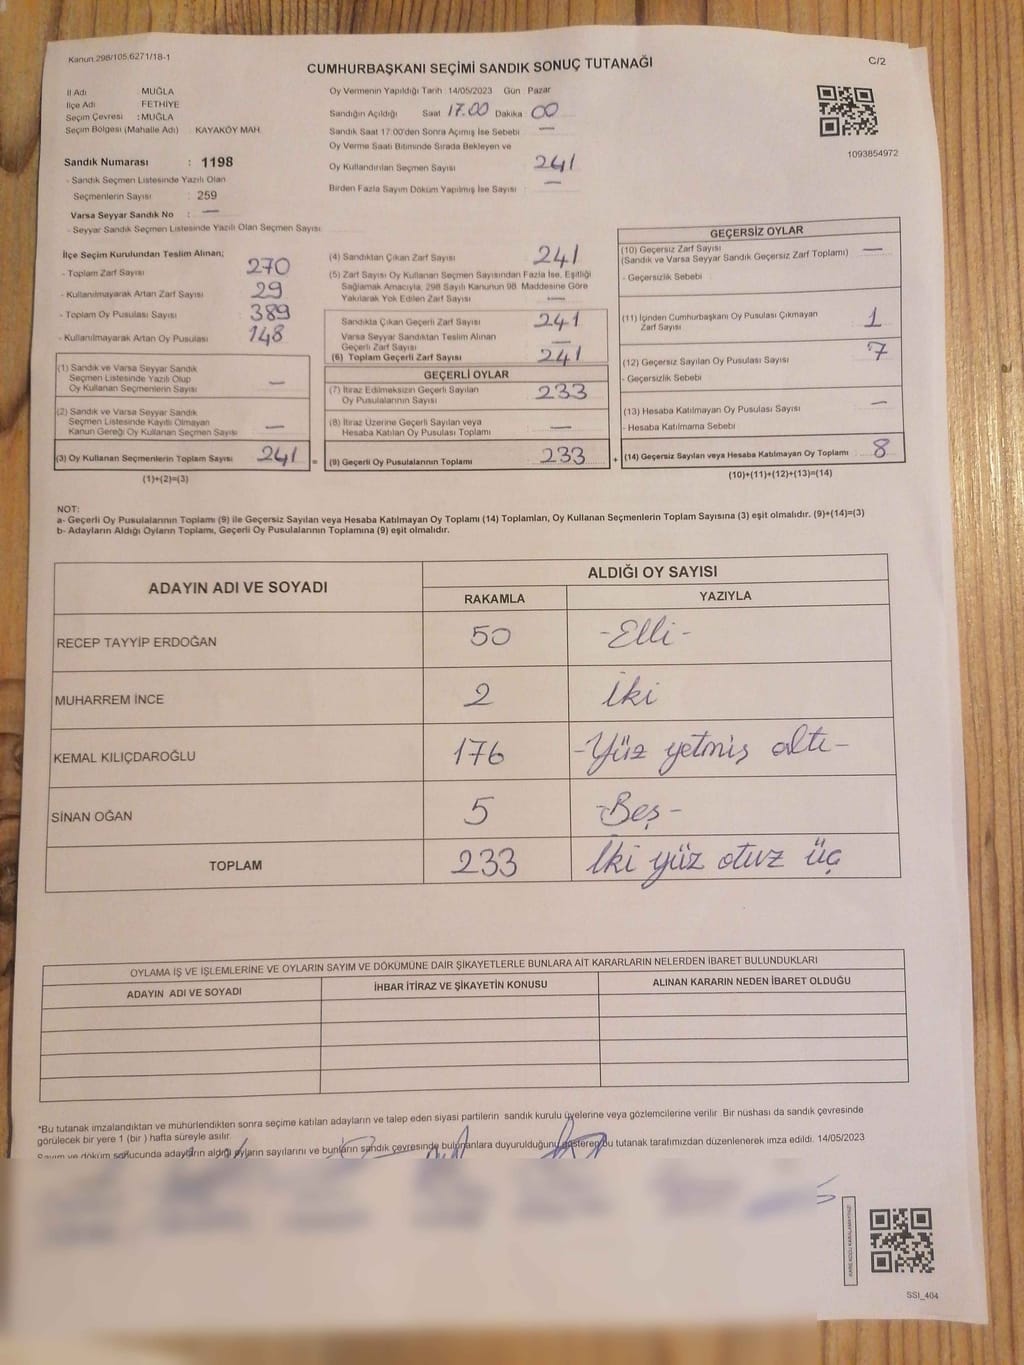 Kanun.298/105,6271/18-1
C/2
CUMHURBAŞKANI SEÇİMİ SANDIK SONUÇ TUTANAĞI
İl Adı MUĞLA
İlçe Adı FETHİYE
Seçim Çevresi : MUĞLA
Seçim Bölgesi (Mahalle Adı) : KAYAKÖY MAH.
Sandık Numarası : 1198
- Sandık Seçmen Listesinde Yazılı Olan
Seçmenlerin Sayısı : 259
Varsa Seyyar Sandık No : —
- Seyyar Sandık Seçmen Listesinde Yazılı Olan Seçmen Sayısı
Oy Vermenin Yapıldığı Tarih 14/05/2023 Gün Pazar
Sandığın Açıldığı Saat 17.00 Dakika 00
Sandık Saat 17:00'den Sonra Açımış İse Sebebi —
Oy Verme Saati Bitiminde Sırada Bekleyen ve
Oy Kullandırılan Seçmen Sayısı 241
Birden Fazla Sayım Döküm Yapılmış İse Sayısı : —
1093854972
İlçe Seçim Kurulundan Teslim Alınan;
- Toplam Zarf Sayısı 270
- Kullanılmayarak Artan Zarf Sayısı 29
- Toplam Oy Pusulası Sayısı 389
- Kullanılmayarak Artan Oy Pusulası 148
(1) Sandık ve Varsa Seyyar Sandık
Seçmen Listesinde Yazılı Olup
Oy Kullanan Seçmenlerin Sayısı —
(2) Sandık ve Varsa Seyyar Sandık
Seçmen Listesinde Kayıtlı Olmayan
Kanun Gereği Oy Kullanan Seçmen Sayısı —
(3) Oy Kullanan Seçmenlerin Toplam Sayısı 241 =
(1)+(2)=(3)
(4) Sandıktan Çıkan Zarf Sayısı 241
(5) Zarf Sayısı Oy Kullanan Seçmen Sayısından Fazla İse, Eşitliği
Sağlamak Amacıyla, 298 Sayılı Kanunun 98. Maddesine Göre
Yakılarak Yok Edilen Zarf Sayısı —
Sandıkta Çıkan Geçerli Zarf Sayısı 241
Varsa Seyyar Sandıktan Teslim Alınan
Geçerli Zarf Sayısı —
(6) Toplam Geçerli Zarf Sayısı 241
GEÇERLİ OYLAR
(7) İtiraz Edilmeksizin Geçerli Sayılan
Oy Pusulalarının Sayısı 233
(8) İtiraz Üzerine Geçerli Sayılan veya
Hesaba Katılan Oy Pusulası Toplamı —
(9) Geçerli Oy Pusulalarının Toplamı 233 +
GEÇERSİZ OYLAR
(10) Geçersiz Zarf Sayısı
(Sandık ve Varsa Seyyar Sandık Geçersiz Zarf Toplamı) —
- Geçersizlik Sebebi
(11) İçinden Cumhurbaşkanı Oy Pusulası Çıkmayan
Zarf Sayısı 1
(12) Geçersiz Sayılan Oy Pusulası Sayısı 7
- Geçersizlik Sebebi
(13) Hesaba Katılmayan Oy Pusulası Sayısı —
- Hesaba Katılmama Sebebi
(14) Geçersiz Sayılan veya Hesaba Katılmayan Oy Toplamı 8
(10)+(11)+(12)+(13)=(14)
NOT:
a- Geçerli Oy Pusulalarının Toplamı (9) ile Geçersiz Sayılan veya Hesaba Katılmayan Oy Toplamı (14) Toplamları, Oy Kullanan Seçmenlerin Toplam Sayısına (3) eşit olmalıdır. (9)+(14)=(3)
b- Adayların Aldığı Oyların Toplamı, Geçerli Oy Pusulalarının Toplamına (9) eşit olmalıdır.
ADAYIN ADI VE SOYADI ALDIĞI OY SAYISI
RAKAMLA YAZIYLA
RECEP TAYYİP ERDOĞAN 50 -Elli-
MUHARREM İNCE 2 İki
KEMAL KILIÇDAROĞLU 176 -Yüz yetmiş altı-
SİNAN OĞAN 5 -Beş-
TOPLAM 233 İki yüz otuz üç
OYLAMA İŞ VE İŞLEMLERİNE VE OYLARIN SAYIM VE DÖKÜMÜNE DAİR ŞİKAYETLERLE BUNLARA AİT KARARLARIN NELERDEN İBARET BULUNDUKLARI
ADAYIN ADI VE SOYADI İHBAR İTİRAZ VE ŞİKAYETİN KONUSU ALINAN KARARIN NEDEN İBARET OLDUĞU
*Bu tutanak imzalandıktan ve mühürlendikten sonra seçime katılan adayların ve talep eden siyasi partilerin sandık kurulu üyelerine veya gözlemcilerine verilir. Bir nüshası da sandık çevresinde
görülecek bir yere 1 (bir ) hafta süreyle asılır.
Sayım ve döküm sonucunda adayların aldığı oyların sayılarını ve bunların sandık çevresinde bulunanlara duyurulduğunu gösteren bu tutanak tarafımızdan düzenlenerek imza edildi. 14/05/2023
SSI_404